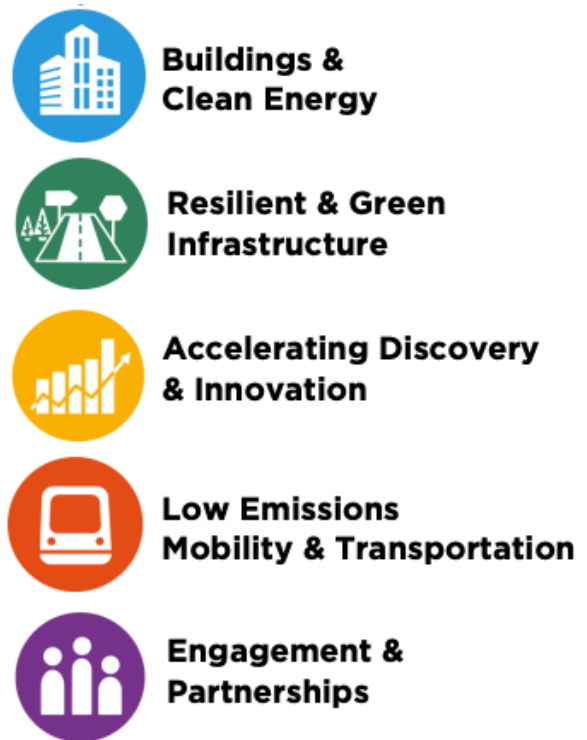 Buildings &
Clean Energy
Resilient & Green
Infrastructure
Accelerating Discovery
& Innovation
Low Emissions
Mobility & Transportation
Engagement &
Partnerships